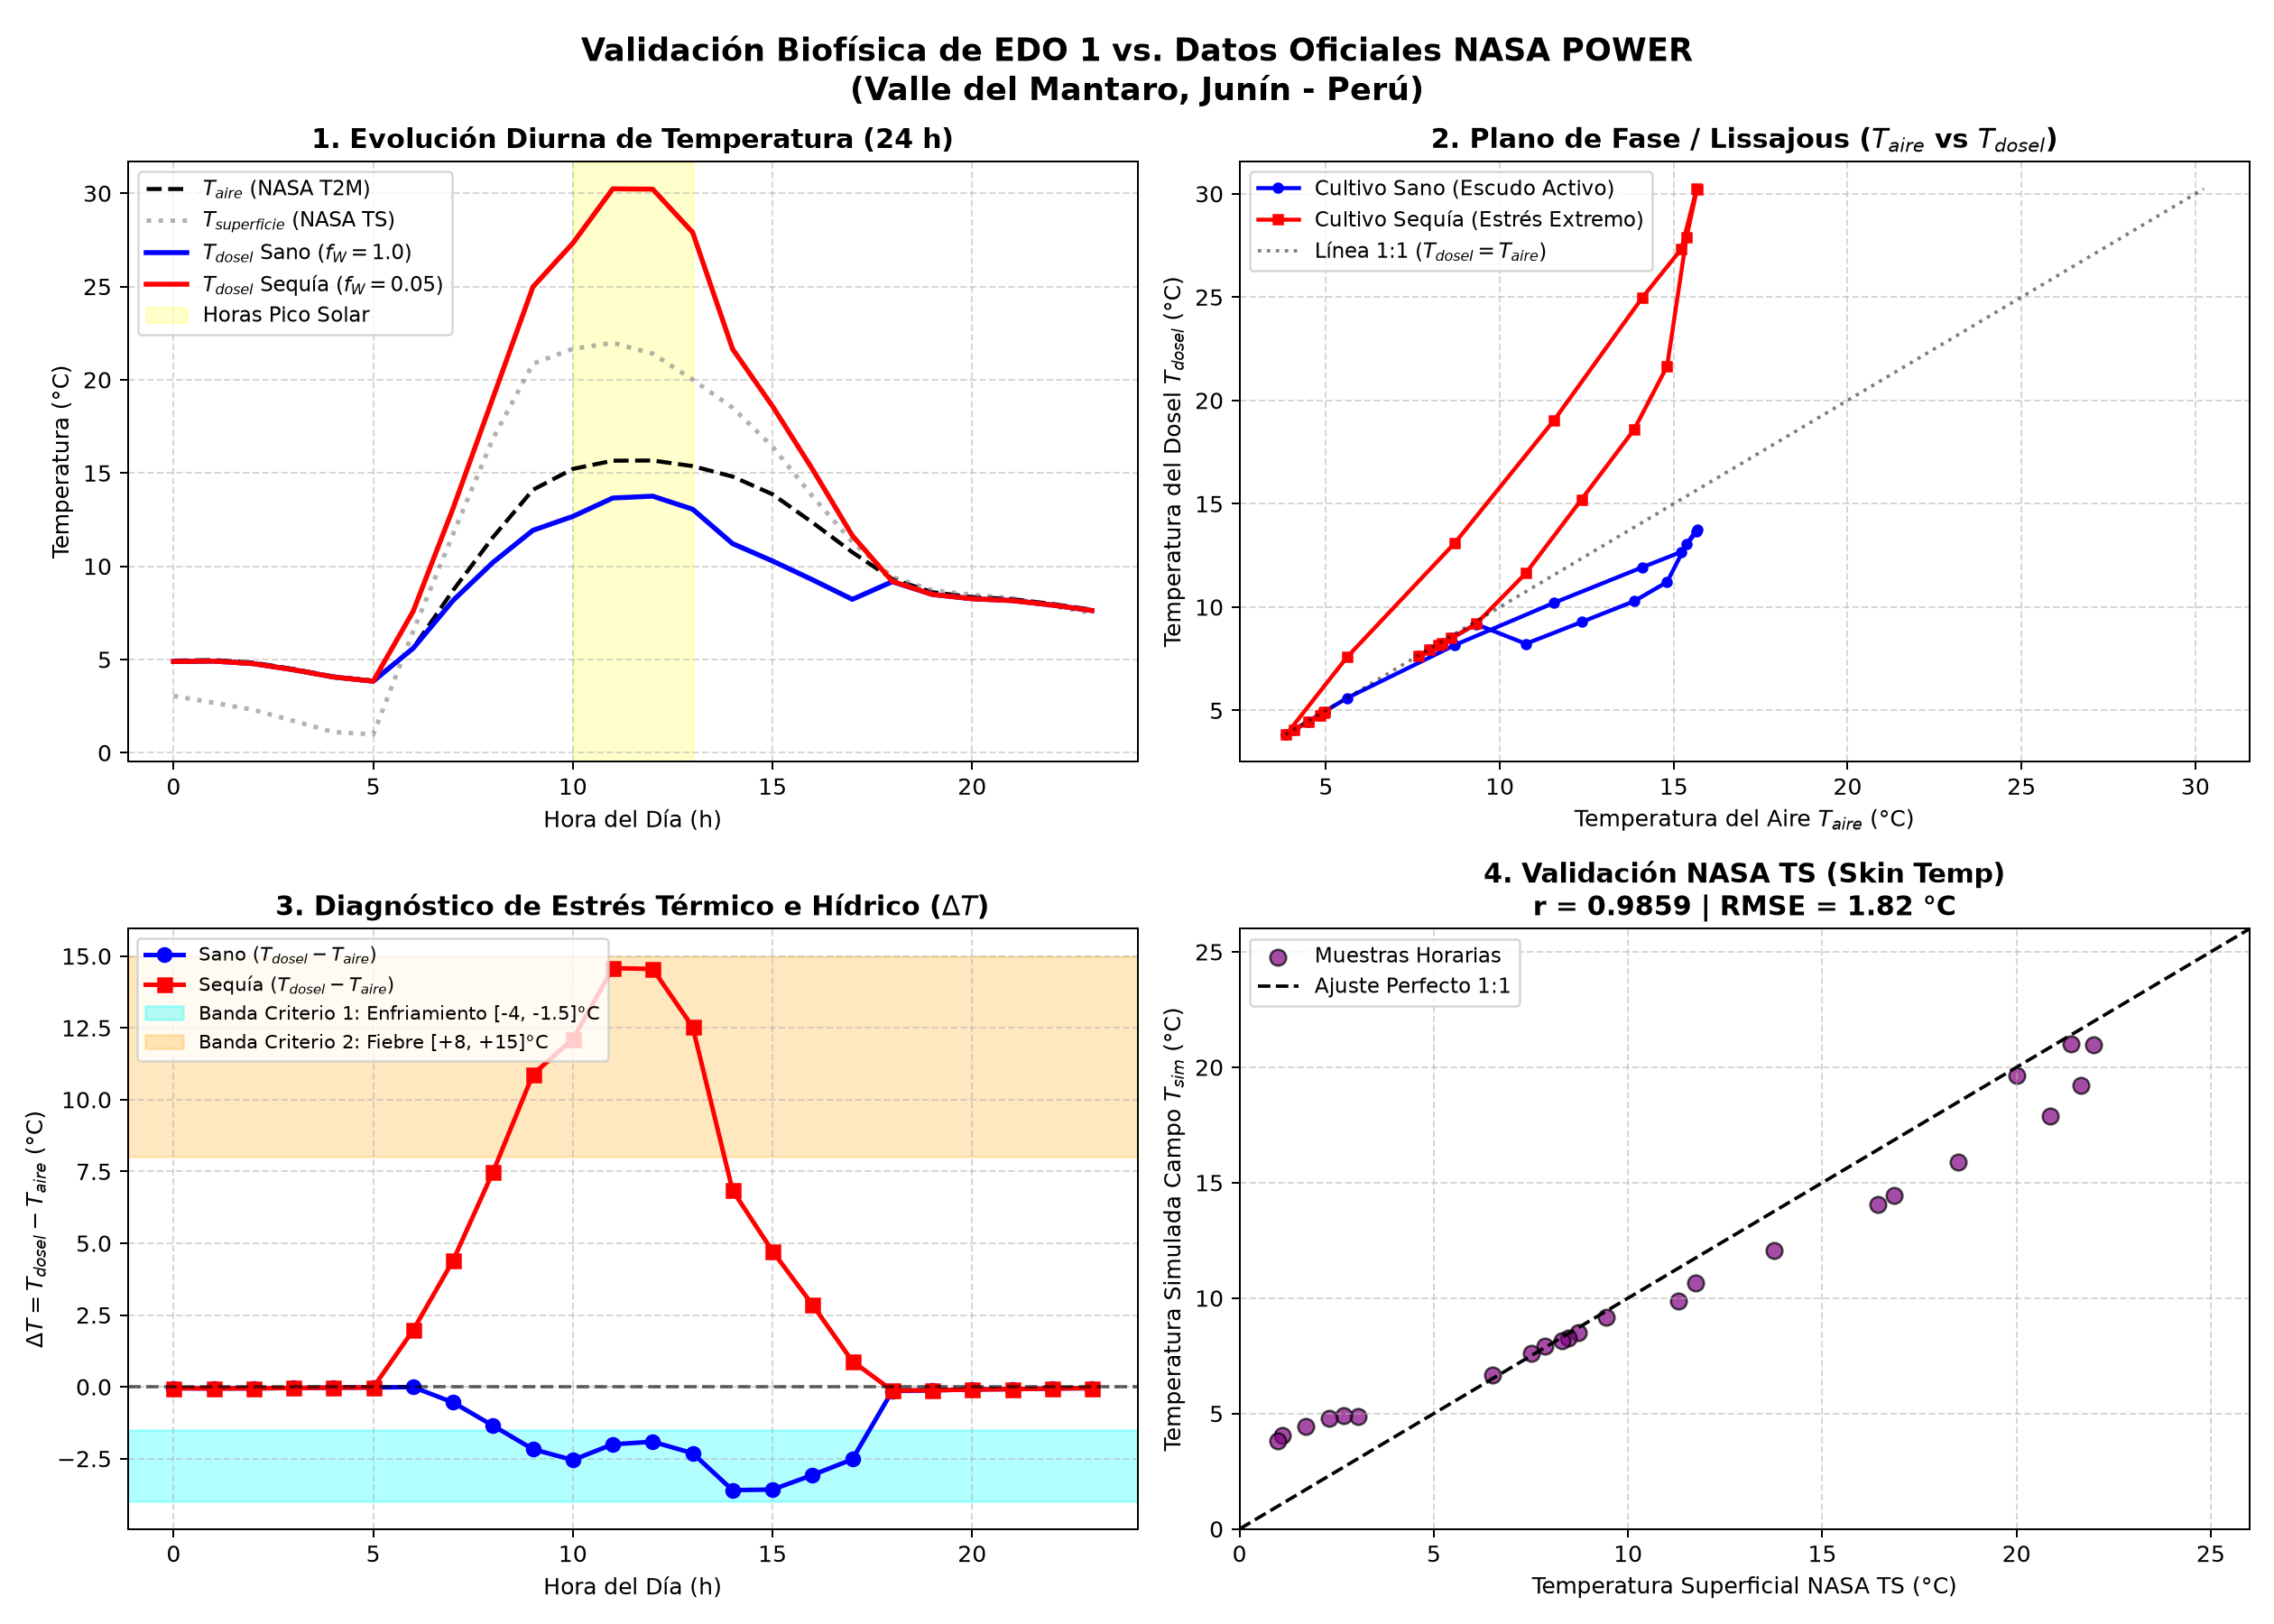 Validación Biofísica de EDO 1 vs. Datos Oficiales NASA POWER
(Valle del Mantaro, Junín - Perú)
1. Evolución Diurna de Temperatura (24 h)
T_aire (NASA T2M)
T_superficie (NASA TS)
T_dosel Sano (f_W = 1.0)
T_dosel Sequía (f_W = 0.05)
Horas Pico Solar
Temperatura (°C)
30
25
20
15
10
5
0
0 5 10 15 20
Hora del Día (h)
2. Plano de Fase / Lissajous (T_aire vs T_dosel)
Cultivo Sano (Escudo Activo)
Cultivo Sequía (Estrés Extremo)
Línea 1:1 (T_dosel = T_aire)
Temperatura del Dosel T_dosel (°C)
30
25
20
15
10
5
5 10 15 20 25 30
Temperatura del Aire T_aire (°C)
3. Diagnóstico de Estrés Térmico e Hídrico (ΔT)
Sano (T_dosel − T_aire)
Sequía (T_dosel − T_aire)
Banda Criterio 1: Enfriamiento [-4, -1.5]°C
Banda Criterio 2: Fiebre [+8, +15]°C
ΔT = T_dosel − T_aire (°C)
15.0
12.5
10.0
7.5
5.0
2.5
0.0
−2.5
0 5 10 15 20
Hora del Día (h)
4. Validación NASA TS (Skin Temp)
r = 0.9859 | RMSE = 1.82 °C
Muestras Horarias
Ajuste Perfecto 1:1
Temperatura Simulada Campo T_sim (°C)
25
20
15
10
5
0
0 5 10 15 20 25
Temperatura Superficial NASA TS (°C)